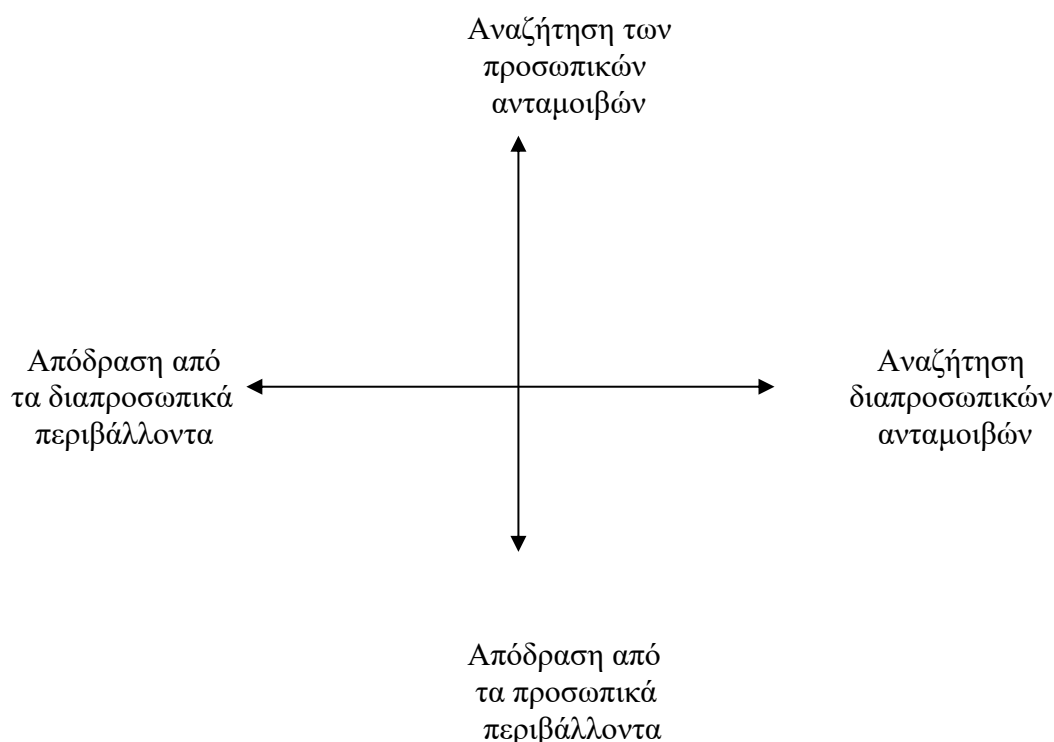 Αναζήτηση των
προσωπικών
ανταμοιβών
Απόδραση από
τα διαπροσωπικά
περιβάλλοντα
Αναζήτηση
διαπροσωπικών
ανταμοιβών
Απόδραση από
τα προσωπικά
περιβάλλοντα